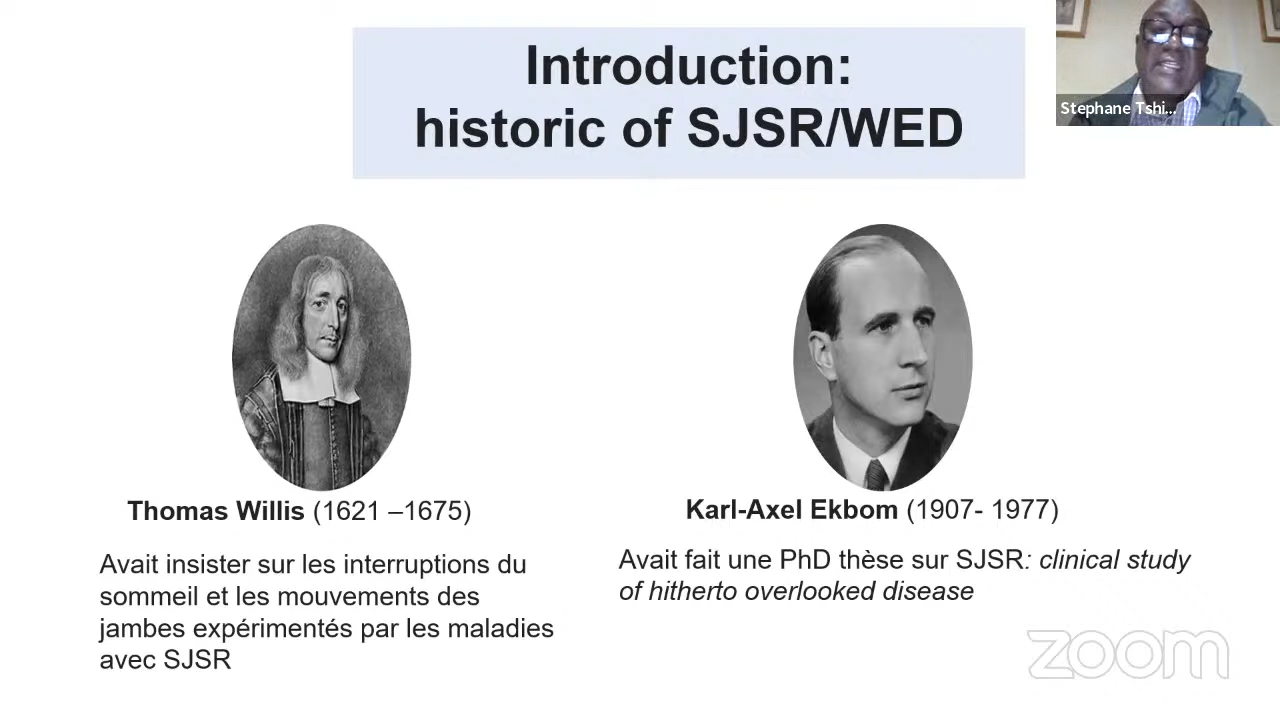 Introduction:
historic of SJSR/WED
Stephane Tshi...
Thomas Willis (1621 –1675)
Avait insister sur les interruptions du
sommeil et les mouvements des
jambes expérimentés par les maladies
avec SJSR
Karl-Axel Ekbom (1907- 1977)
Avait fait une PhD thèse sur SJSR: clinical study
of hitherto overlooked disease
zoom